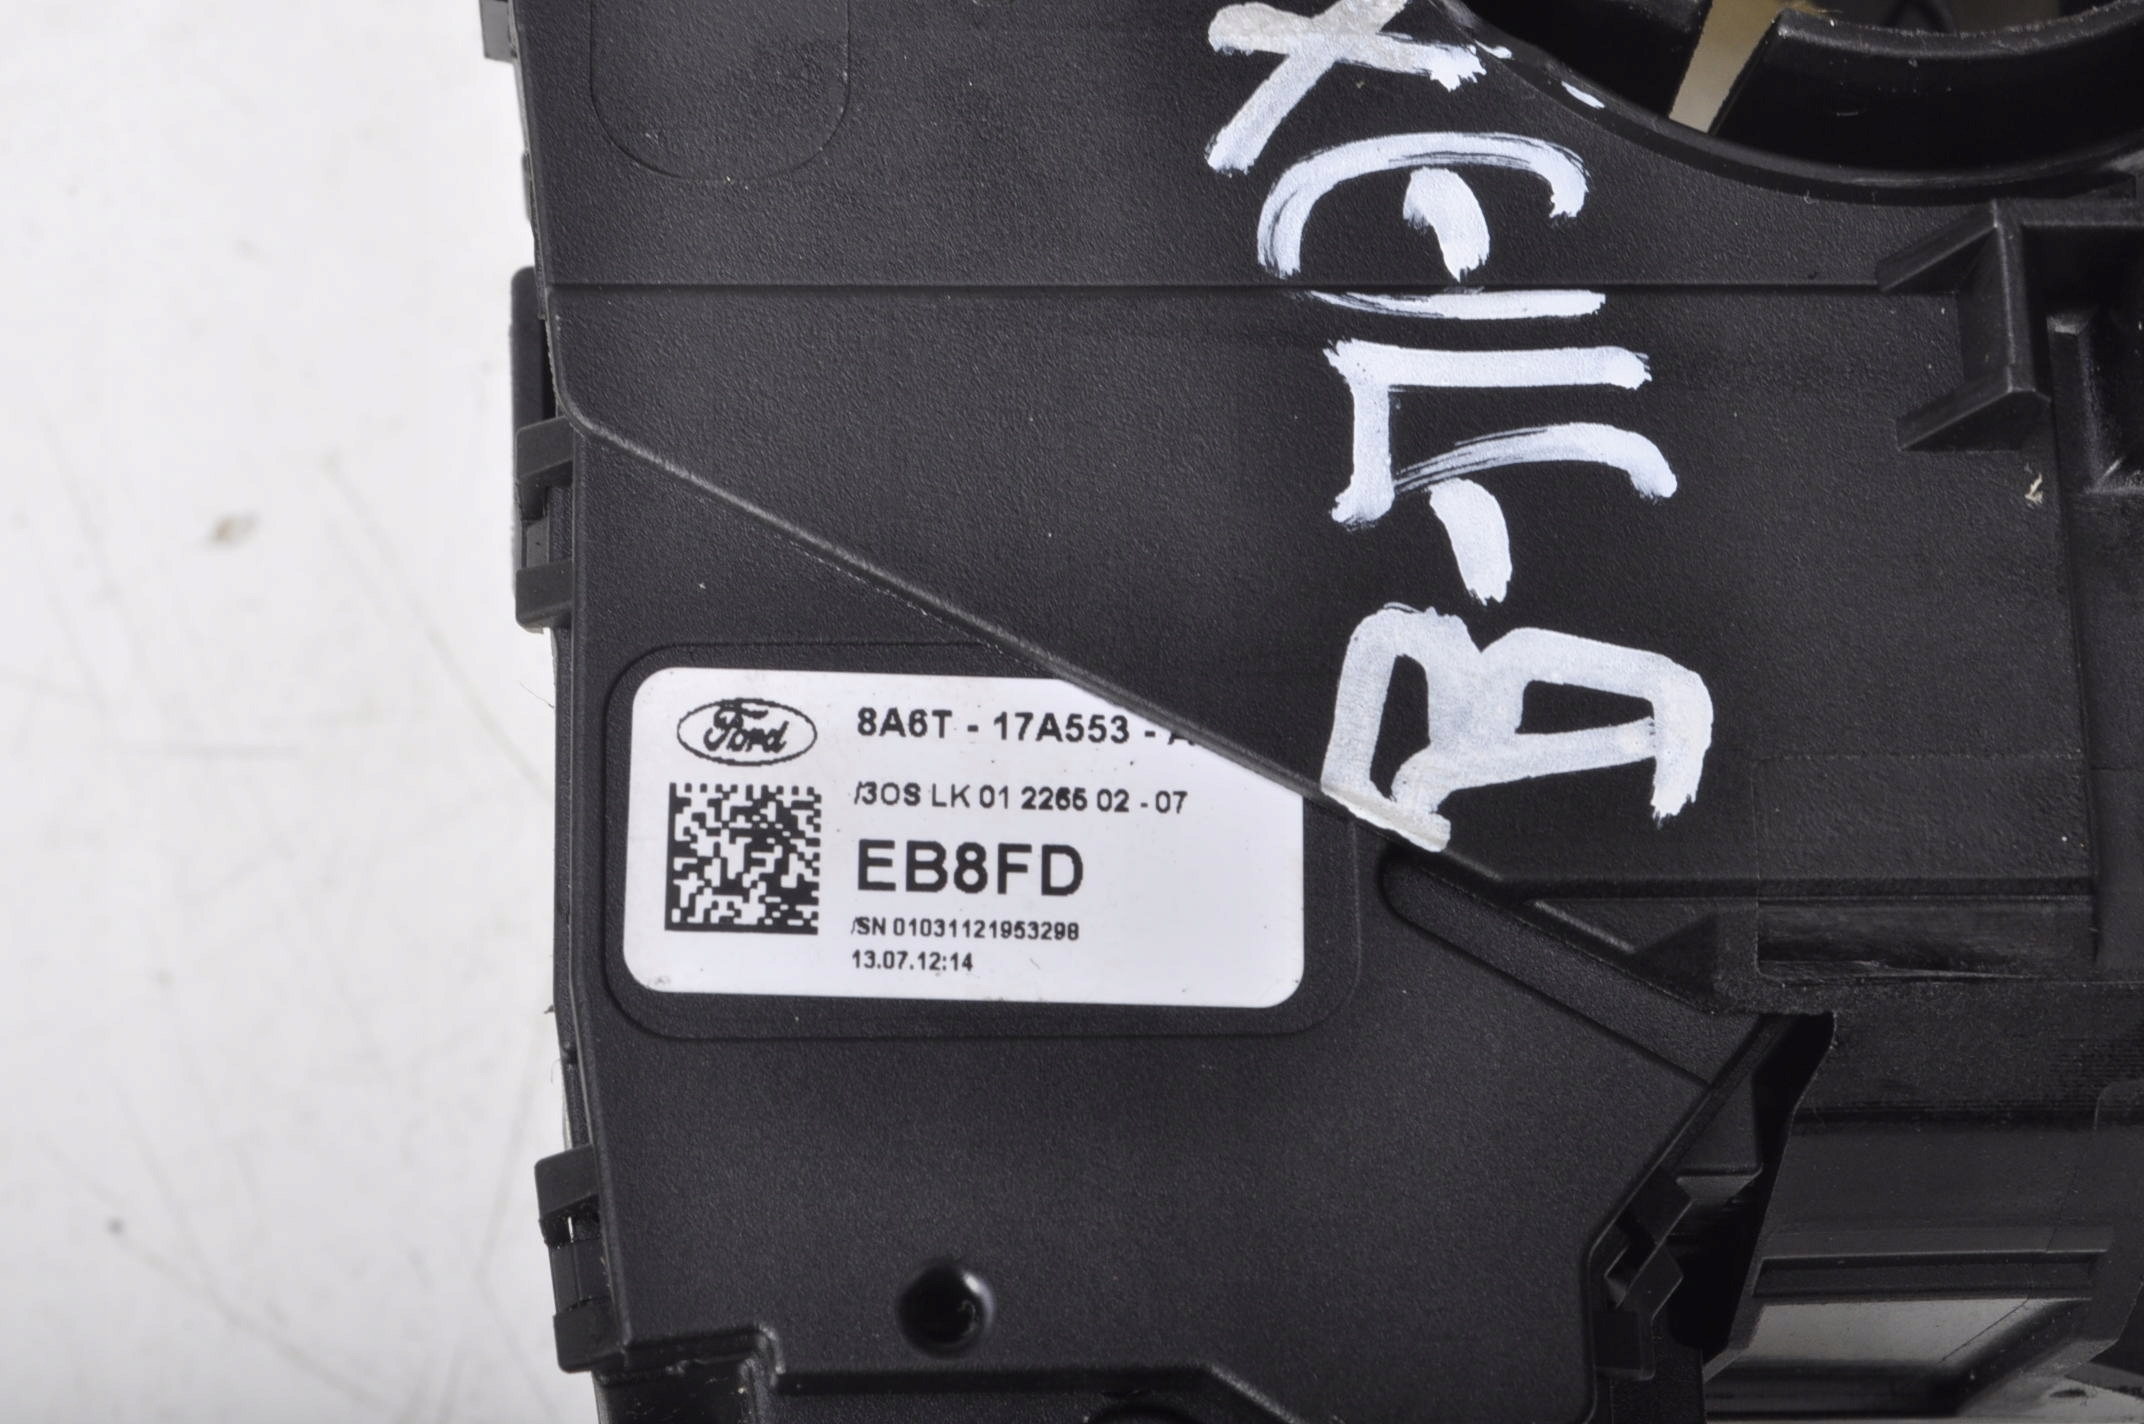 Ford
8A6T - 17A553 -
/3OS LK 01 2265 02 - 07
EB8FD
/SN 01031121953298
13.07.12:14